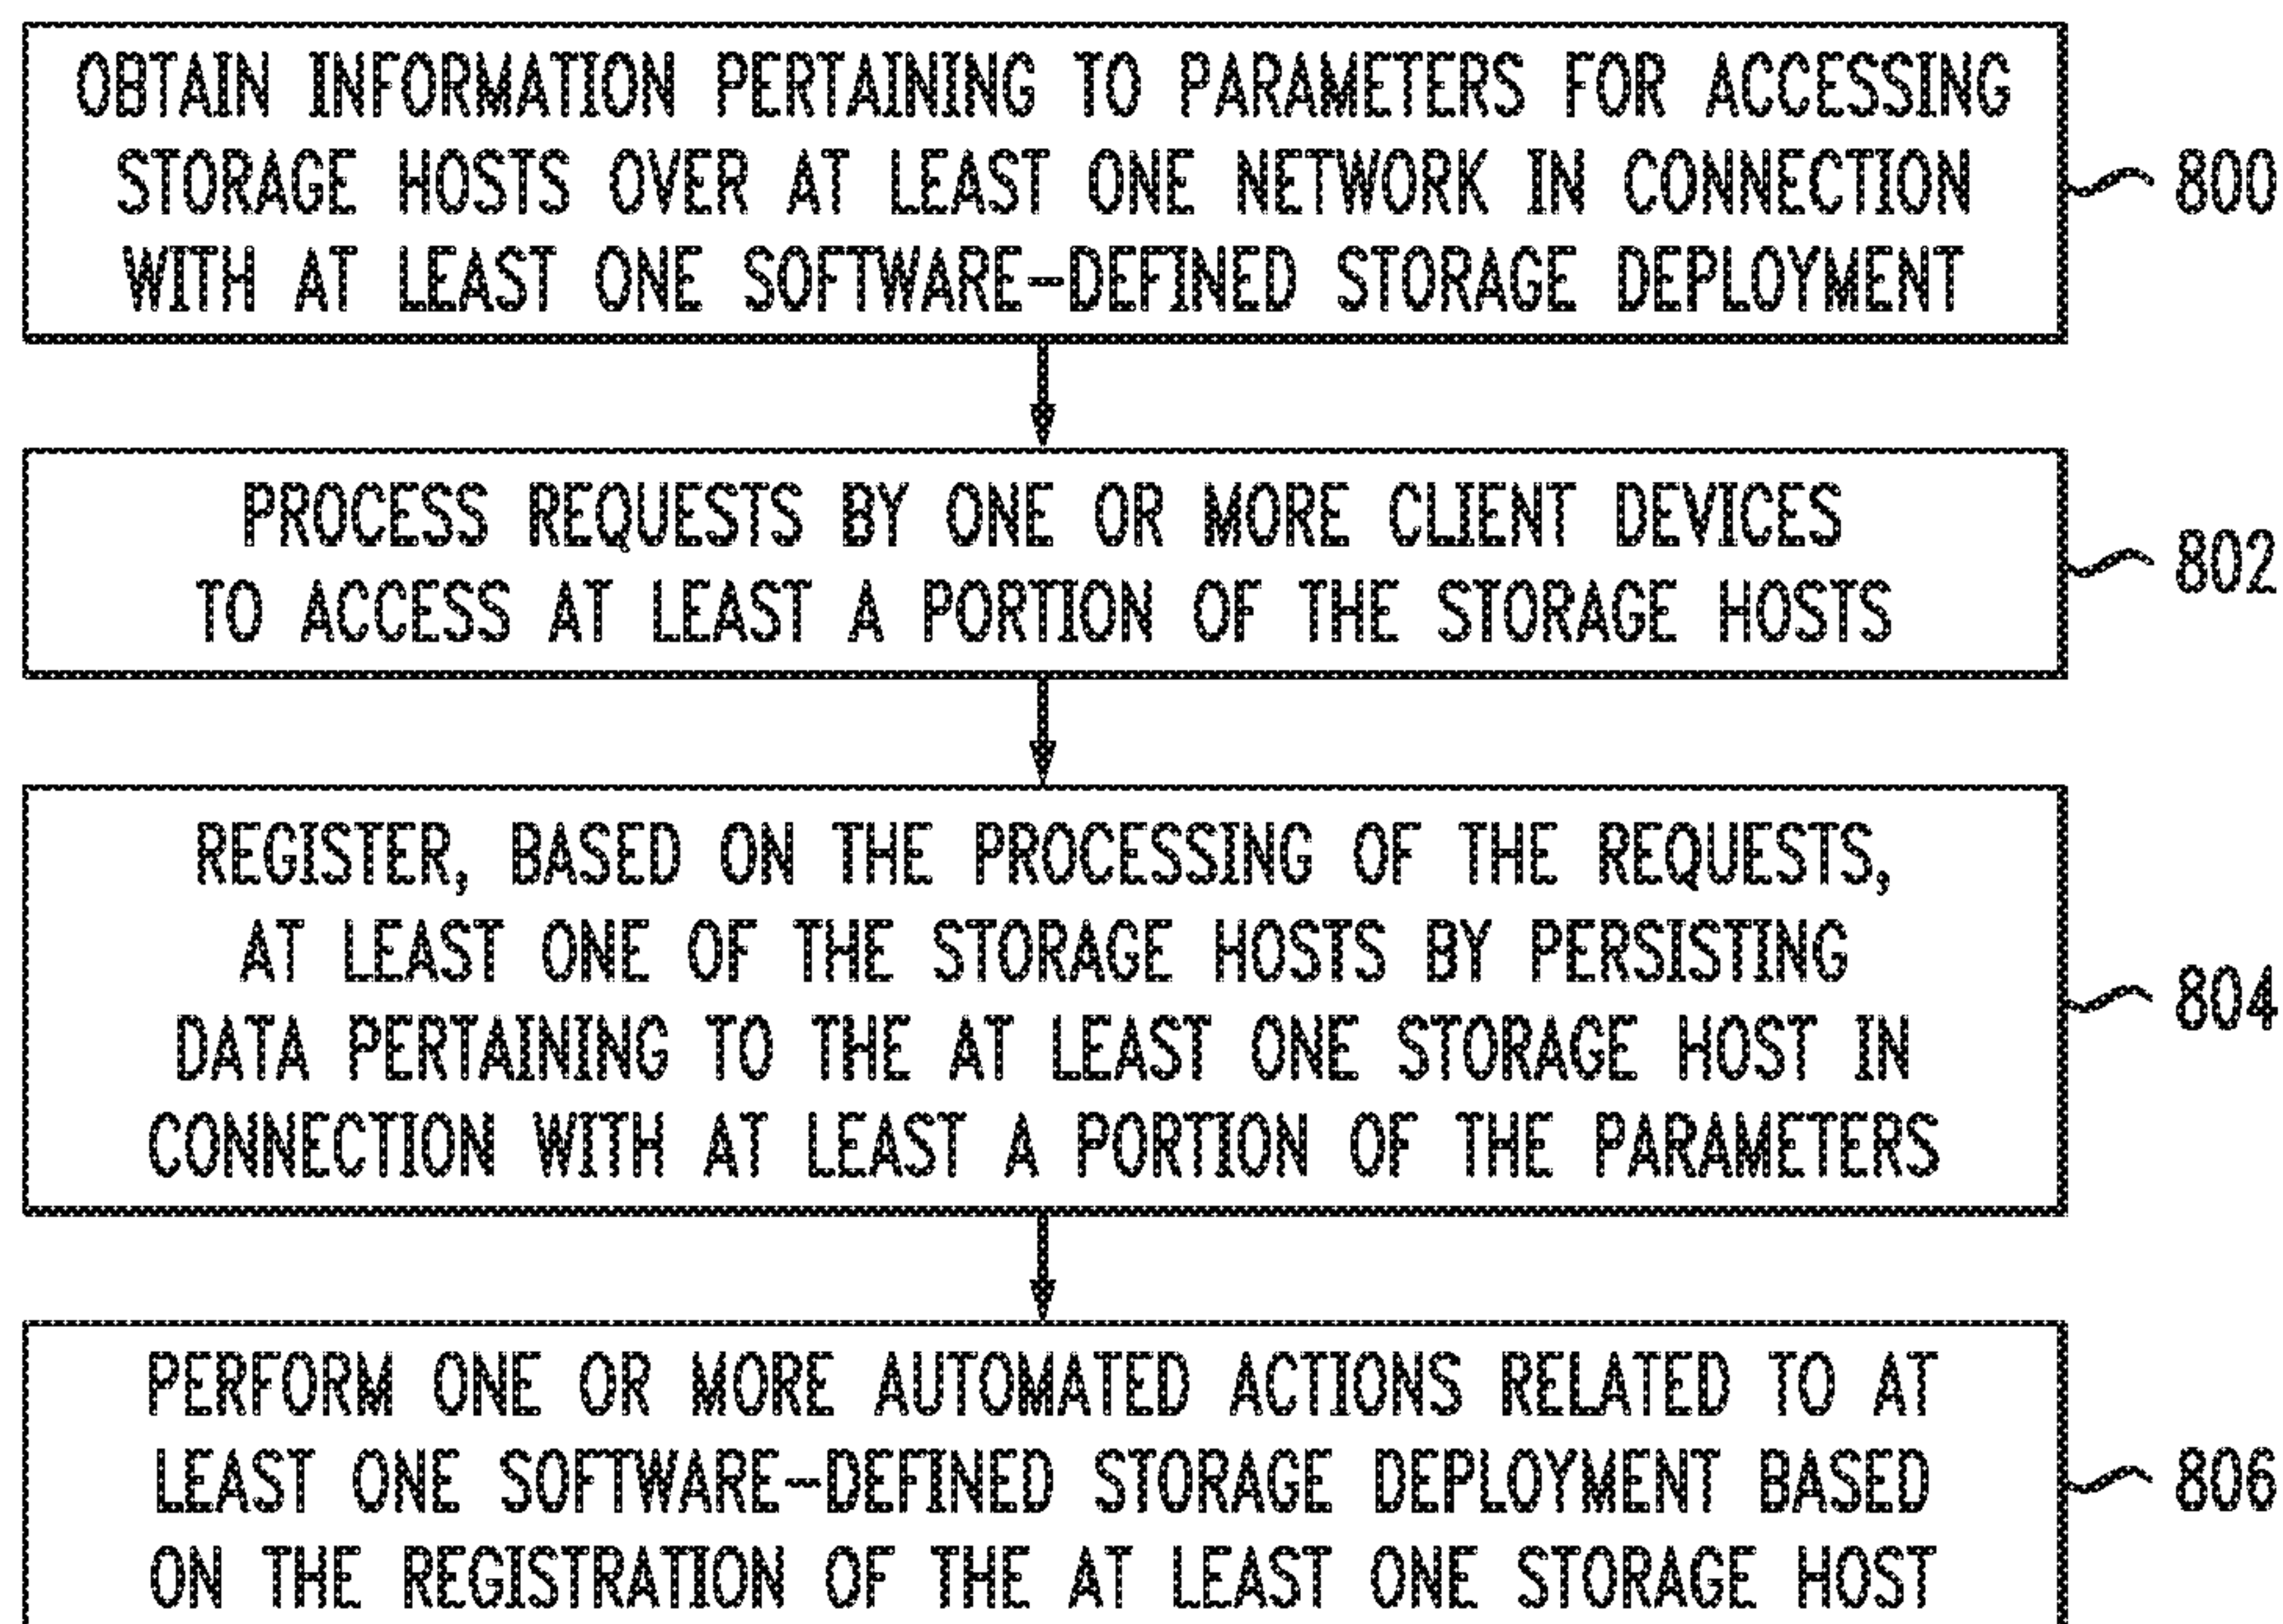 OBTAIN INFORMATION PERTAINING TO PARAMETERS FOR ACCESSING
STORAGE HOSTS OVER AT LEAST ONE NETWORK IN CONNECTION
WITH AT LEAST ONE SOFTWARE-DEFINED STORAGE DEPLOYMENT
800
PROCESS REQUESTS BY ONE OR MORE CLIENT DEVICES
TO ACCESS AT LEAST A PORTION OF THE STORAGE HOSTS
802
REGISTER, BASED ON THE PROCESSING OF THE REQUESTS,
AT LEAST ONE OF THE STORAGE HOSTS BY PERSISTING
DATA PERTAINING TO THE AT LEAST ONE STORAGE HOST IN
CONNECTION WITH AT LEAST A PORTION OF THE PARAMETERS
804
PERFORM ONE OR MORE AUTOMATED ACTIONS RELATED TO AT
LEAST ONE SOFTWARE-DEFINED STORAGE DEPLOYMENT BASED
ON THE REGISTRATION OF THE AT LEAST ONE STORAGE HOST
806